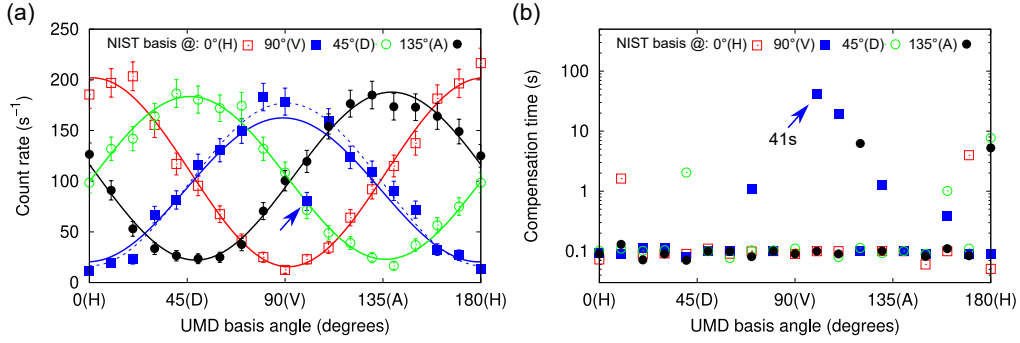 (a)
NIST basis @: 0°(H) 90°(V) 45°(D) 135°(A)
250
200
150
100
50
0
Count rate (s⁻¹)
0(H) 45(D) 90(V) 135(A) 180(H)
UMD basis angle (degrees)
(b)
NIST basis @: 0°(H) 90°(V) 45°(D) 135°(A)
100
10
1
0.1
Compensation time (s)
41s
0(H) 45(D) 90(V) 135(A) 180(H)
UMD basis angle (degrees)